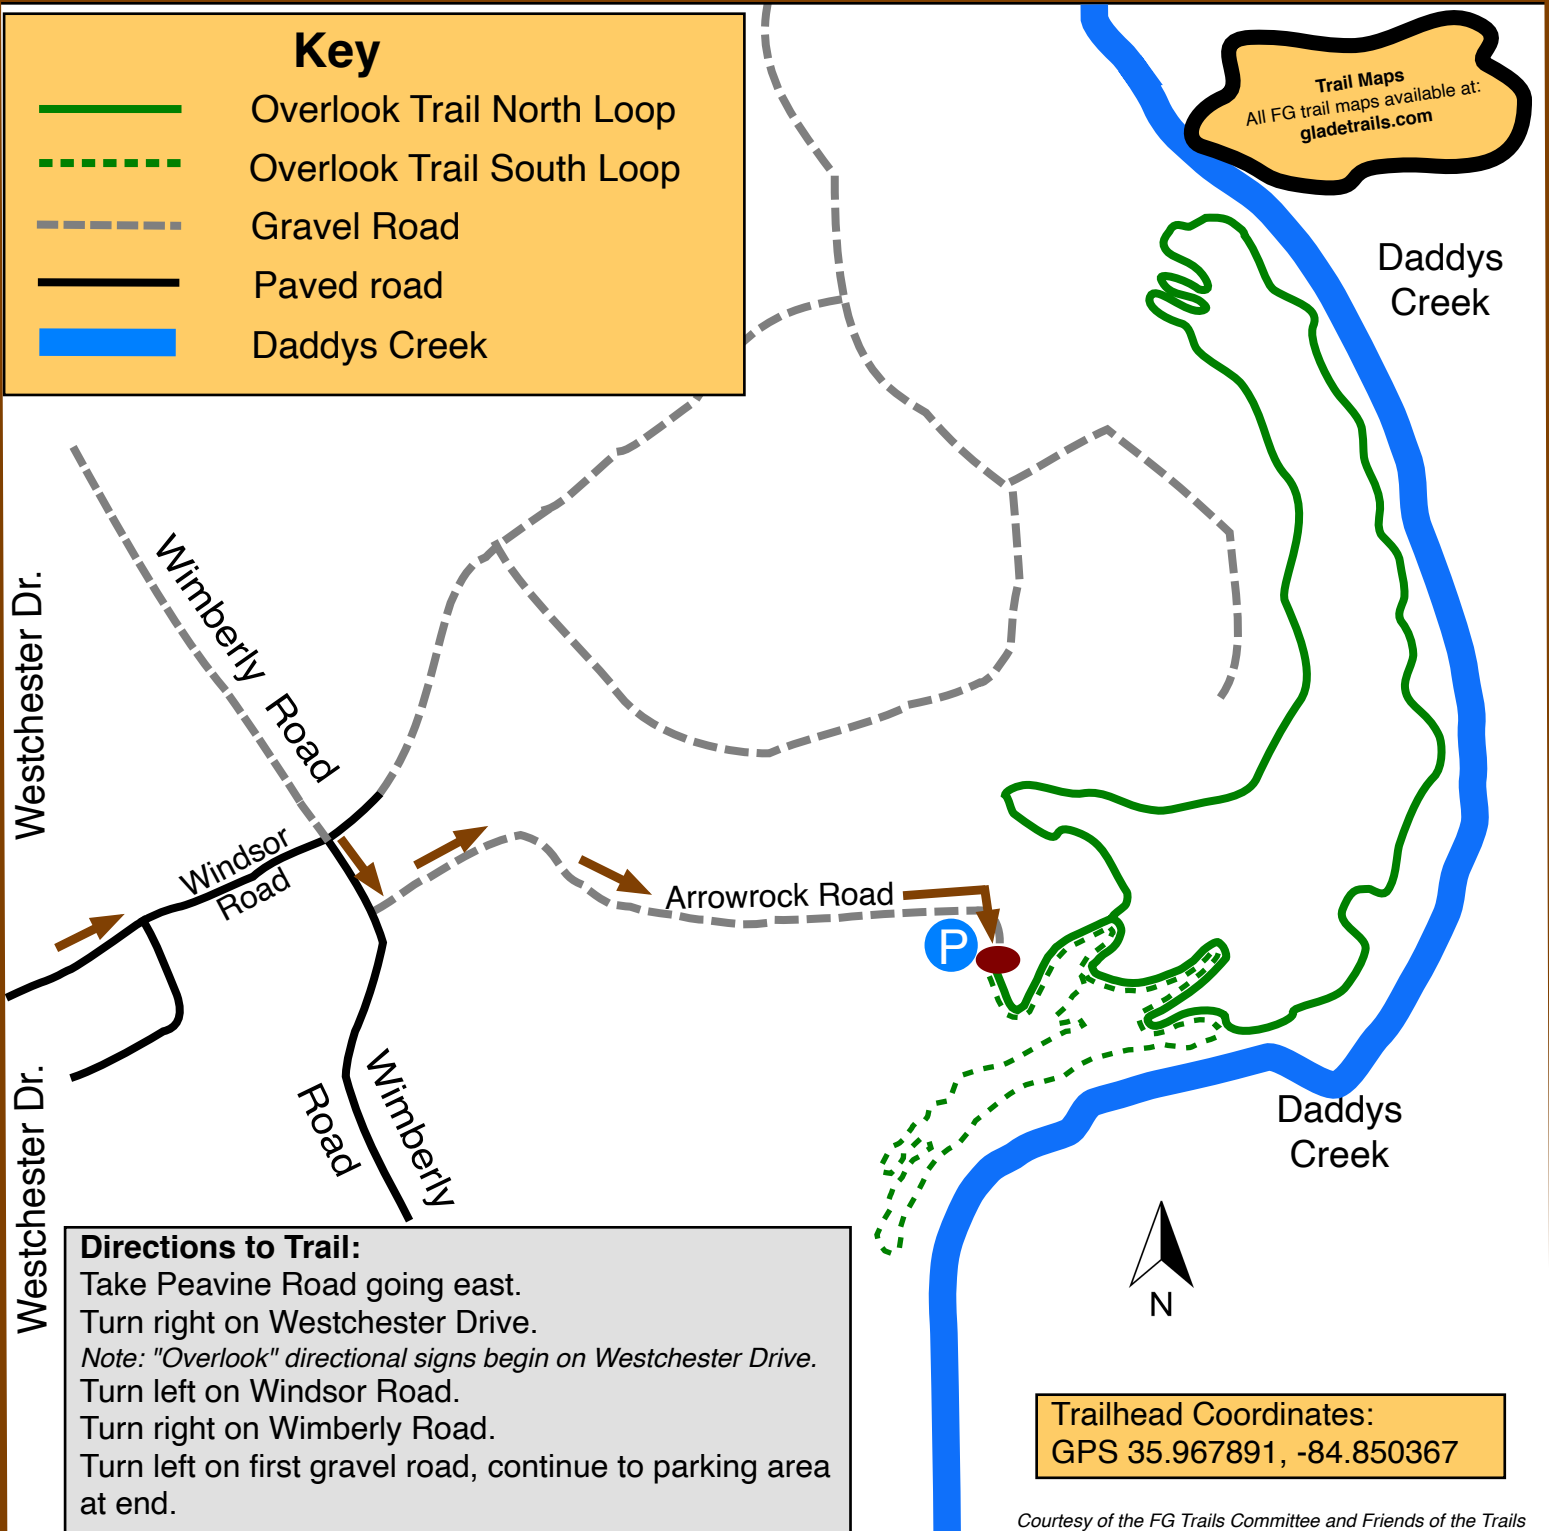 Key
Overlook Trail North Loop
Overlook Trail South Loop
Gravel Road
Paved road
Daddys Creek
Trail Maps
All FG trail maps available at:
gladetrails.com
Daddys
Creek
Westchester Dr.
Wimberly Road
Windsor
Road
Arrowrock Road
P
Westchester Dr.
Wimberly
Road
Daddys
Creek
N
Directions to Trail:
Take Peavine Road going east.
Turn right on Westchester Drive.
Note: "Overlook" directional signs begin on Westchester Drive.
Turn left on Windsor Road.
Turn right on Wimberly Road.
Turn left on first gravel road, continue to parking area
at end.
Trailhead Coordinates:
GPS 35.967891, -84.850367
Courtesy of the FG Trails Committee and Friends of the Trails